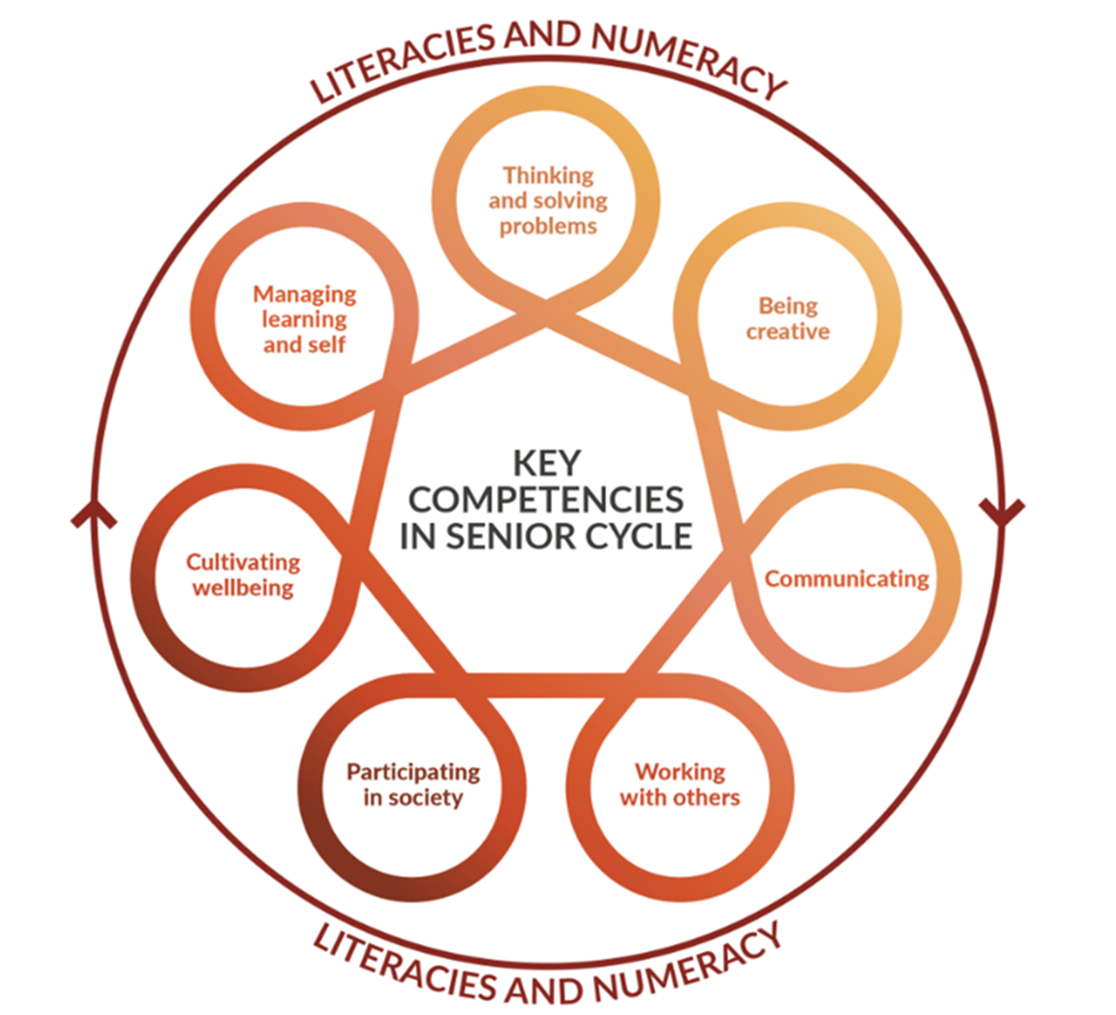 LITERACIES AND NUMERACY
Thinking
and solving
problems
Managing
learning
and self
Being
creative
KEY
COMPETENCIES
IN SENIOR CYCLE
Cultivating
wellbeing
Communicating
Participating
in society
Working
with others
LITERACIES AND NUMERACY